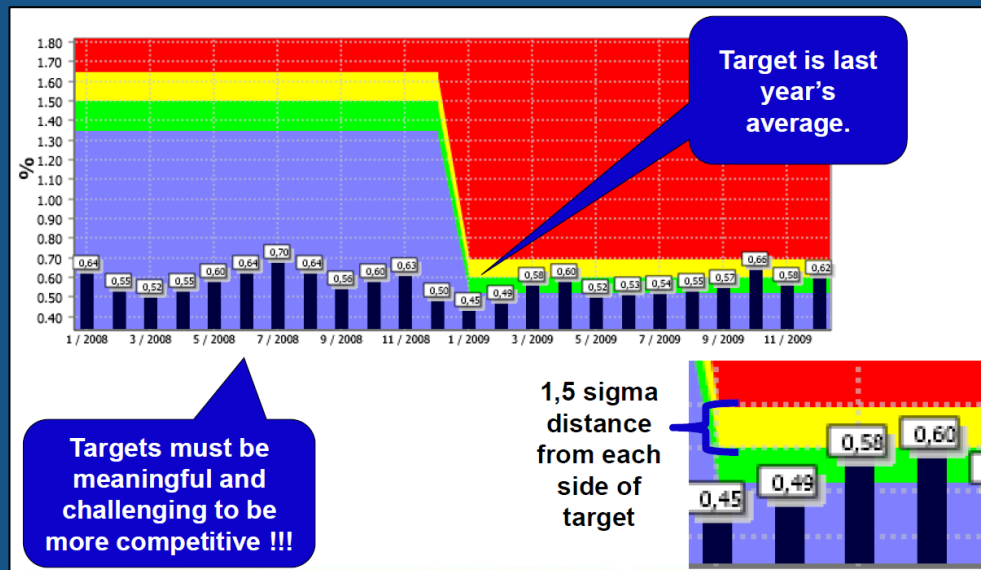 1.80
1.70
1.60
1.50
1.40
1.30
1.20
1.10
1.00
0.90
0.80
0.70
0.60
0.50
0.40
%
0,64
0,55
0,52
0,55
0,60
0,64
0,70
0,64
0,56
0,60
0,63
0,50
0,45
0,49
0,58
0,60
0,52
0,53
0,54
0,55
0,57
0,66
0,58
0,62
1 / 2008
3 / 2008
5 / 2008
7 / 2008
9 / 2008
11 / 2008
1 / 2009
3 / 2009
5 / 2009
7 / 2009
9 / 2009
11 / 2009
Target is last
year’s
average.
Targets must be
meaningful and
challenging to be
more competitive !!!
1,5 sigma
distance
from each
side of
target
0,45
0,49
0,58
0,60